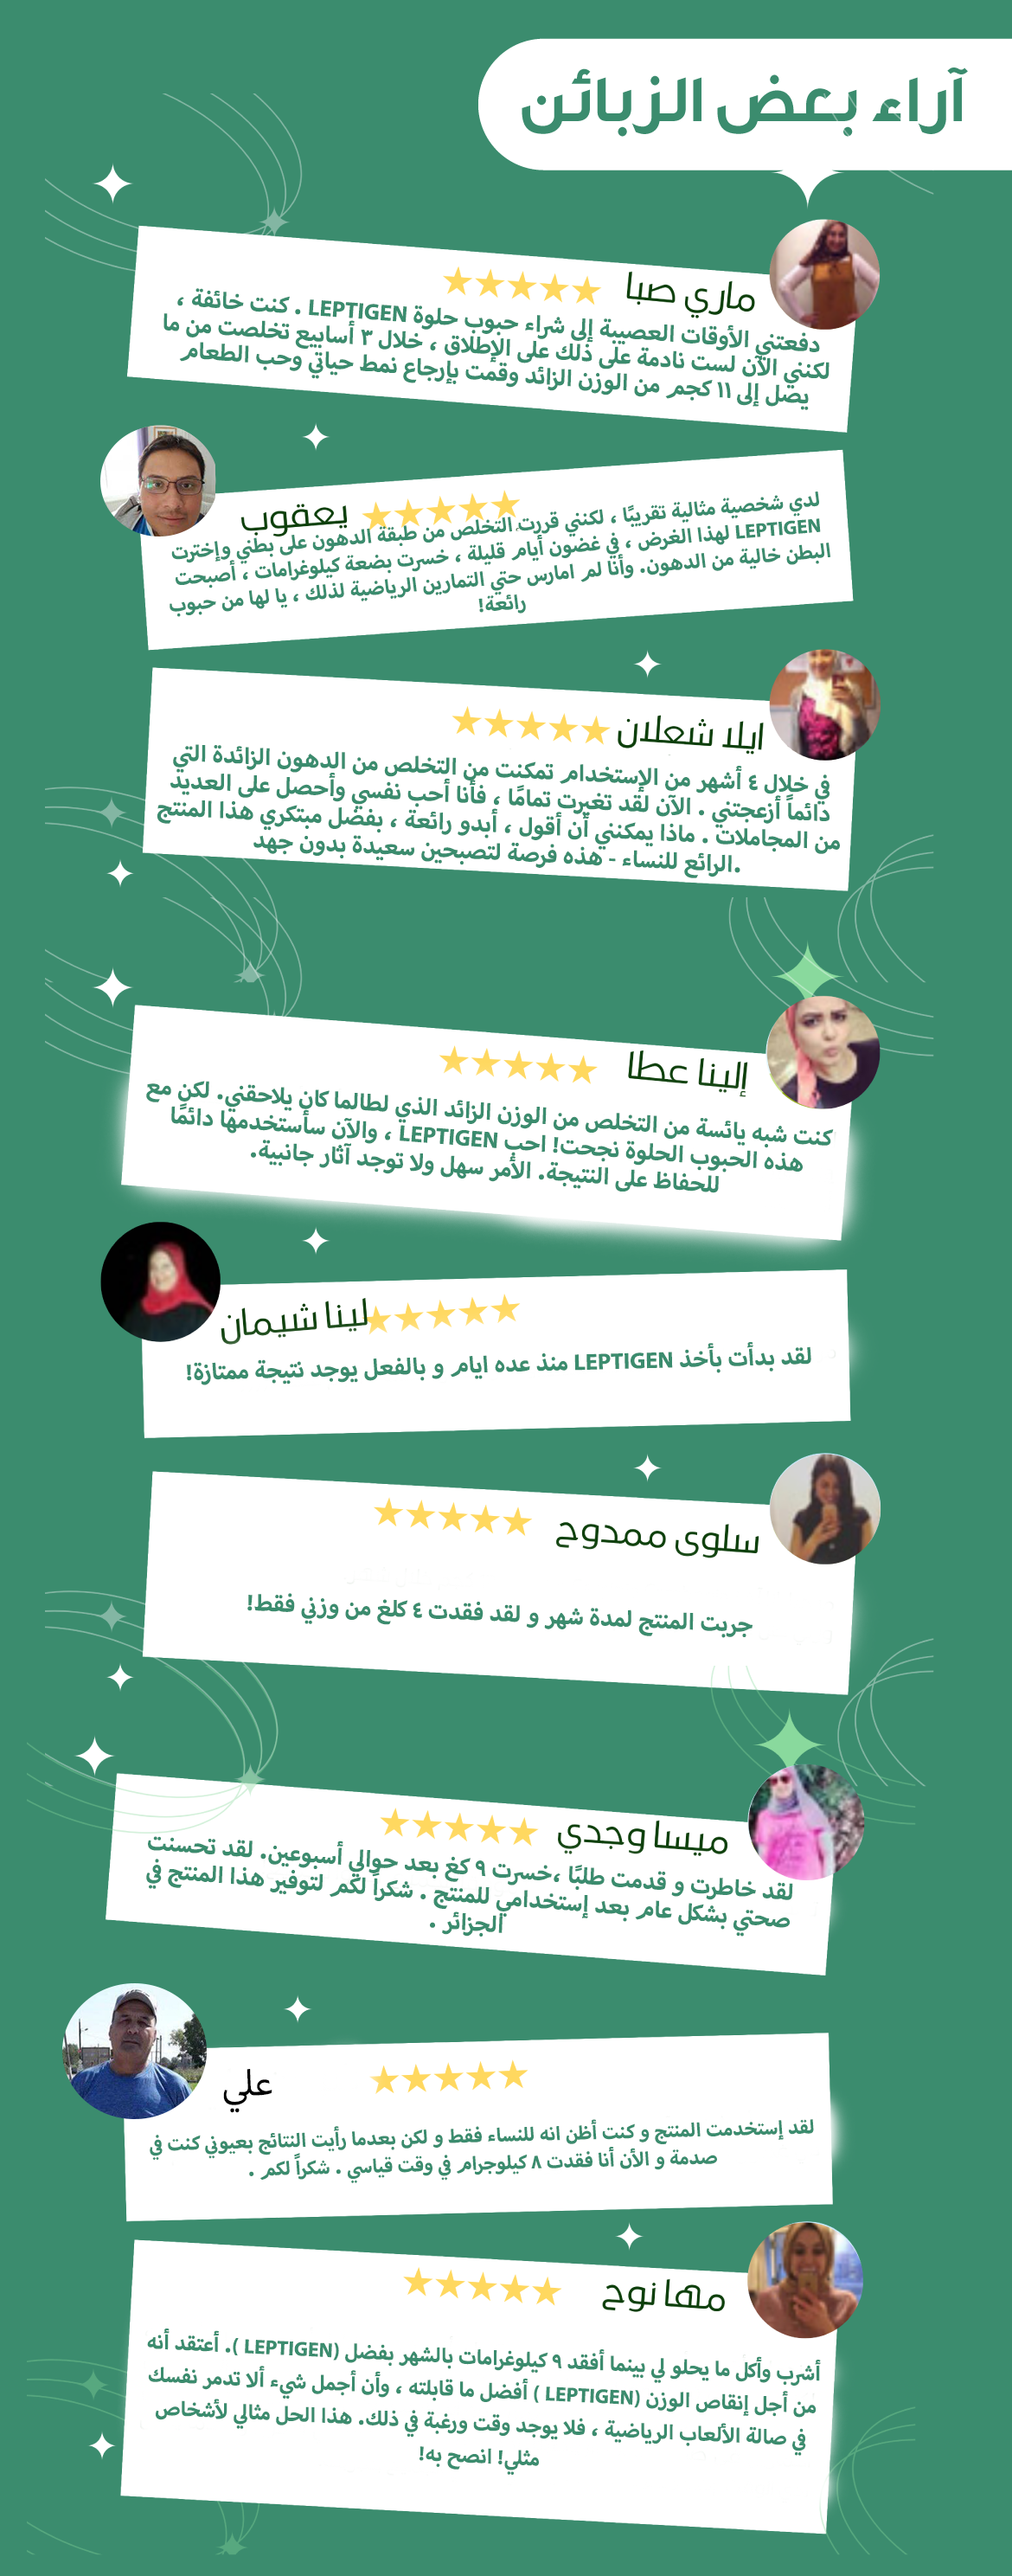 آراء بعض الزبائن
ماري صبا
دفعتني الأوقات العصيبة إلى شراء حبوب حلوة LEPTIGEN . كنت خائفة ،
لكنني الآن لست نادمة على ذلك على الإطلاق ، خلال ٣ أسابيع تخلصت من ما
يصل إلى ١١ كجم من الوزن الزائد وقمت بإرجاع نمط حياتي وحب الطعام
يعقوب
لدي شخصية مثالية تقريبًا ، لكنني قررت التخلص من طبقة الدهون على بطني وإخترت
LEPTIGEN لهذا الغرض ، في غضون أيام قليلة ، خسرت بضعة كيلوغرامات ، أصبحت
البطن خالية من الدهون. وأنا لم امارس حتي التمارين الرياضية لذلك ، يا لها من حبوب
رائعة!
ايلا شعلان
في خلال ٤ أشهر من الإستخدام تمكنت من التخلص من الدهون الزائدة التي
دائماً أزعجتني . الآن لقد تغيرت تمامًا ، فأنا أحب نفسي وأحصل على العديد
من المجاملات . ماذا يمكنني أن أقول ، أبدو رائعة ، بفضل مبتكري هذا المنتج
.الرائع للنساء - هذه فرصة لتصبحين سعيدة بدون جهد
إلينا عطا
كنت شبه يائسة من التخلص من الوزن الزائد الذي لطالما كان يلاحقني. لكن مع
هذه الحبوب الحلوة نجحت! احب LEPTIGEN ، والآن سأستخدمها دائمًا
للحفاظ على النتيجة. الأمر سهل ولا توجد آثار جانبية.
لينا شيمان
لقد بدأت بأخذ LEPTIGEN منذ عده ايام و بالفعل يوجد نتيجة ممتازة!
سلوى ممدوح
جربت المنتج لمدة شهر و لقد فقدت ٤ كلغ من وزني فقط!
ميسا وجدي
لقد خاطرت و قدمت طلبًا ،خسرت ٩ كغ بعد حوالي أسبوعين. لقد تحسنت
صحتي بشكل عام بعد إستخدامي للمنتج . شكراً لكم لتوفير هذا المنتج في
الجزائر .
علي
لقد إستخدمت المنتج و كنت أظن انه للنساء فقط و لكن بعدما رأيت النتائج بعيوني كنت في
صدمة و الأن أنا فقدت ٨ كيلوجرام في وقت قياسي . شكراً لكم .
مها نوح
أشرب وأكل ما يحلو لي بينما أفقد ٩ كيلوغرامات بالشهر بفضل (LEPTIGEN ). أعتقد أنه
من أجل إنقاص الوزن (LEPTIGEN ) أفضل ما قابلته ، وأن أجمل شيء ألا تدمر نفسك
في صالة الألعاب الرياضية ، فلا يوجد وقت ورغبة في ذلك. هذا الحل مثالي لأشخاص
مثلي! انصح به!